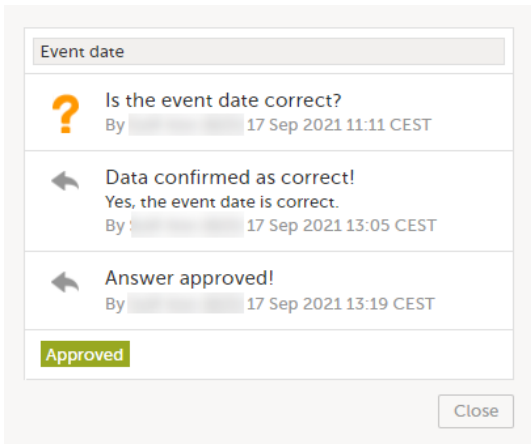 Event date
Is the event date correct?
By 17 Sep 2021 11:11 CEST
Data confirmed as correct!
Yes, the event date is correct.
By 17 Sep 2021 13:05 CEST
Answer approved!
By 17 Sep 2021 13:19 CEST
Approved
Close